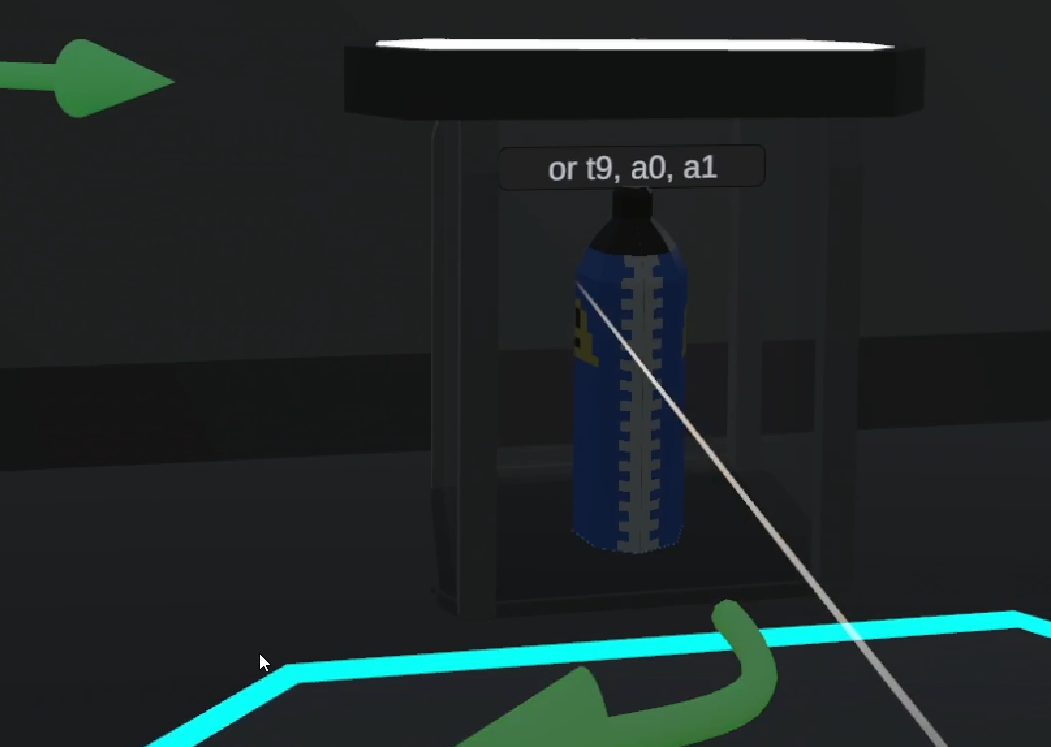 or t9, a0, a1